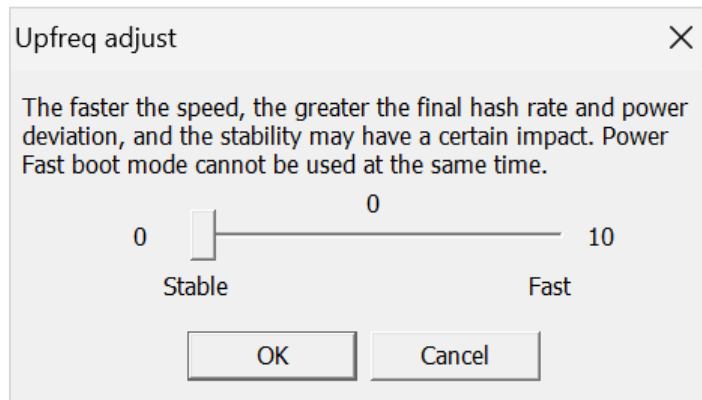 Upfreq adjust
The faster the speed, the greater the final hash rate and power
deviation, and the stability may have a certain impact. Power
Fast boot mode cannot be used at the same time.
0
0
10
Stable
Fast
OK
Cancel